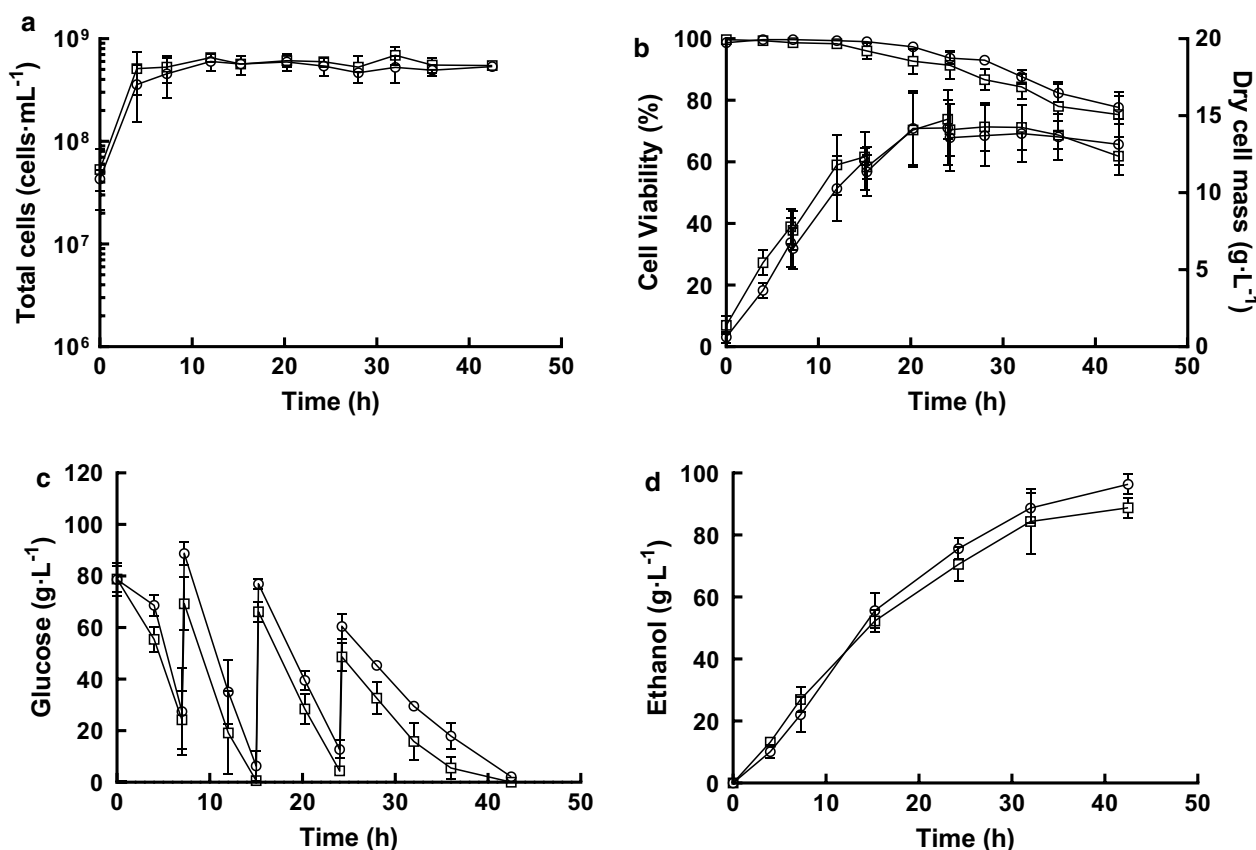 a
Total cells (cells·mL⁻¹)
10⁹
10⁸
10⁷
10⁶
0 10 20 30 40 50
Time (h)
b
Cell Viability (%)
100
80
60
40
20
0
20
15
10
5
0
Dry cell mass (g·L⁻¹)
0 10 20 30 40 50
Time (h)
c
Glucose (g·L⁻¹)
120
100
80
60
40
20
0
0 10 20 30 40 50
Time (h)
d
Ethanol (g·L⁻¹)
100
80
60
40
20
0
0 10 20 30 40 50
Time (h)